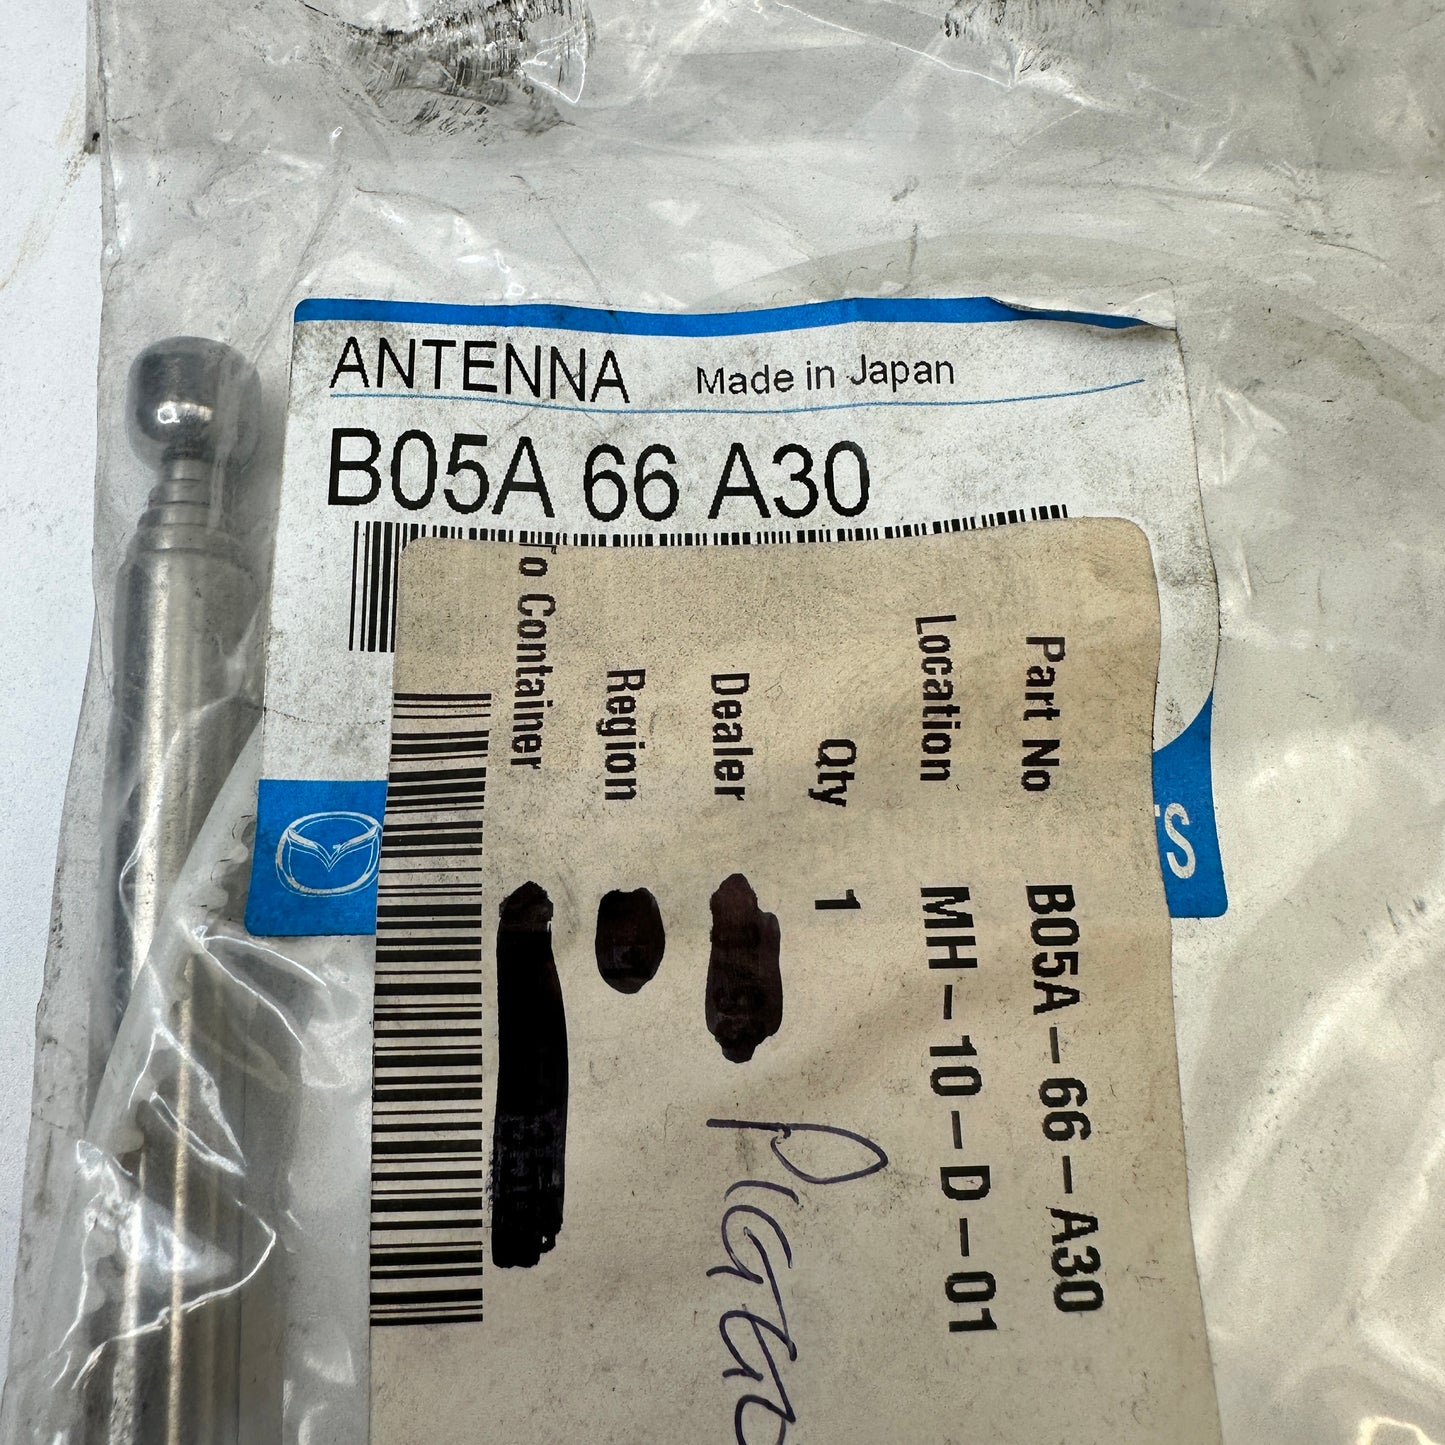 ANTENNA Made in Japan
B05A 66 A30
Part No B05A-66-A30
Location MH-10-D-01
Qty 1
Dealer
Region
To Container